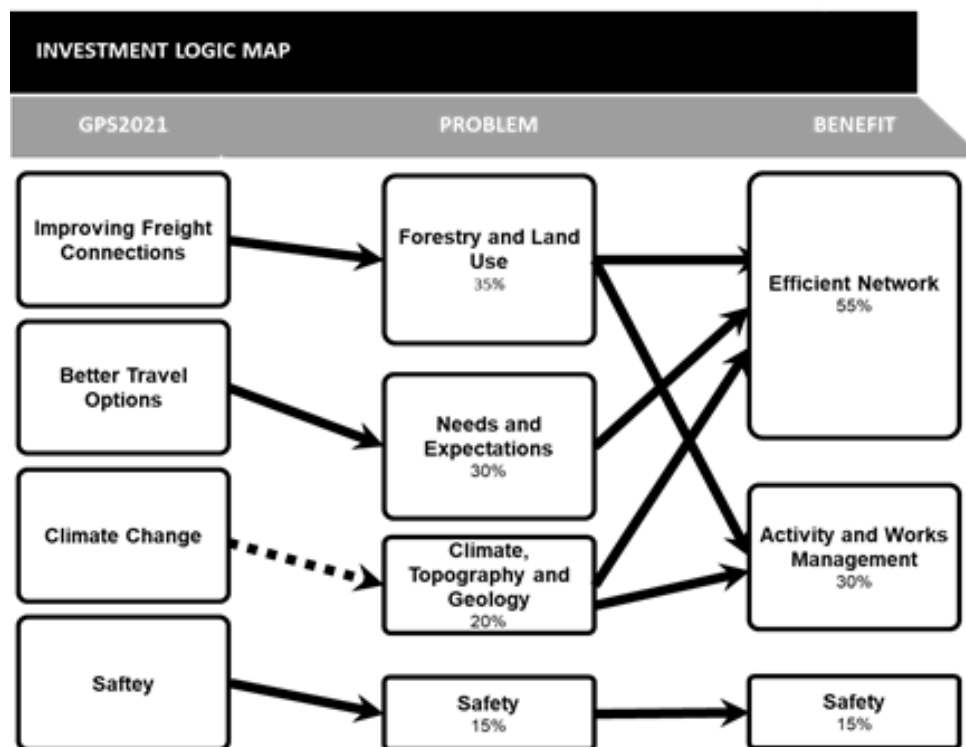 INVESTMENT LOGIC MAP
GPS2021
PROBLEM
BENEFIT
Improving Freight
Connections
Better Travel
Options
Climate Change
Saftey
Forestry and Land
Use
35%
Needs and
Expectations
30%
Climate,
Topography and
Geology
20%
Safety
15%
Efficient Network
55%
Activity and Works
Management
30%
Safety
15%